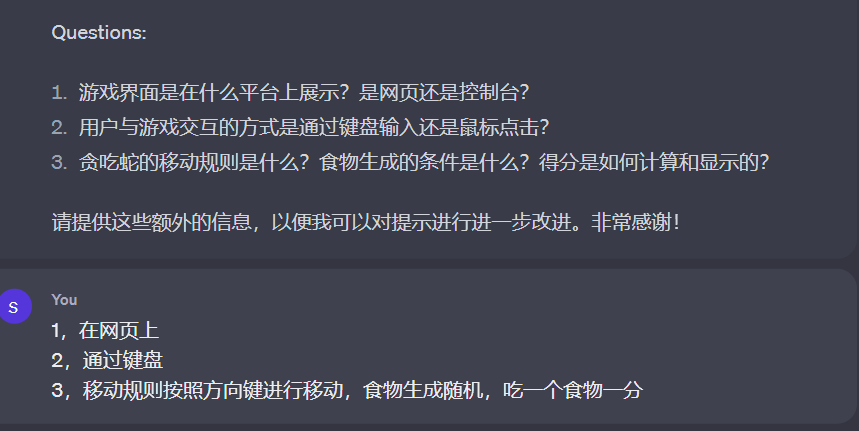 Questions:
1. 游戏界面是在什么平台上展示？是网页还是控制台？
2. 用户与游戏交互的方式是通过键盘输入还是鼠标点击？
3. 贪吃蛇的移动规则是什么？食物生成的条件是什么？得分是如何计算和显示的？
请提供这些额外的信息，以便我可以对提示进行进一步改进。非常感谢！
S
You
1，在网页上
2，通过键盘
3，移动规则按照方向键进行移动，食物生成随机，吃一个食物一分